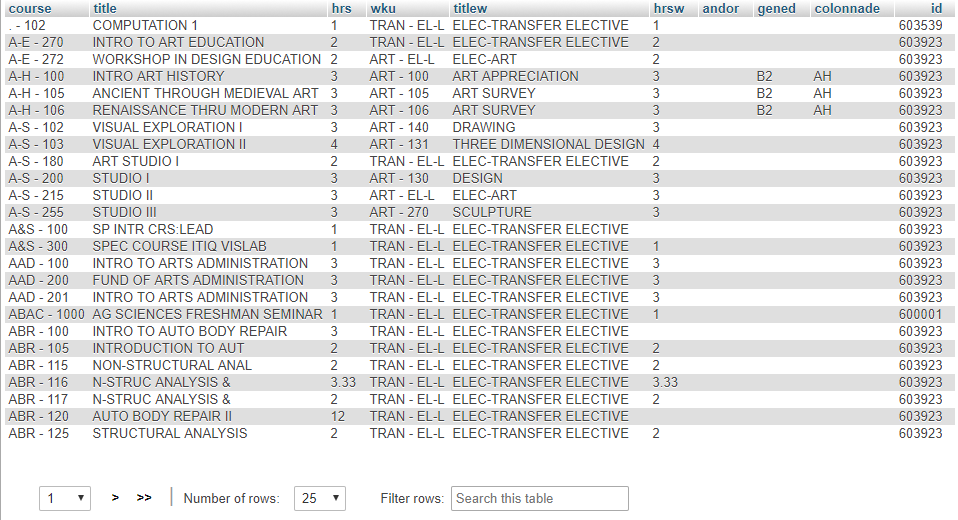 course title hrs wku titlew hrsw andor gened colonnade id
. - 102 COMPUTATION 1 1 TRAN - EL-L ELEC-TRANSFER ELECTIVE 1 603539
A-E - 270 INTRO TO ART EDUCATION 2 TRAN - EL-L ELEC-TRANSFER ELECTIVE 2 603923
A-E - 272 WORKSHOP IN DESIGN EDUCATION 2 ART - EL-L ELEC-ART 2 603923
A-H - 100 INTRO ART HISTORY 3 ART - 100 ART APPRECIATION 3 B2 AH 603923
A-H - 105 ANCIENT THROUGH MEDIEVAL ART 3 ART - 105 ART SURVEY 3 B2 AH 603923
A-H - 106 RENAISSANCE THRU MODERN ART 3 ART - 106 ART SURVEY 3 B2 AH 603923
A-S - 102 VISUAL EXPLORATION I 3 ART - 140 DRAWING 3 603923
A-S - 103 VISUAL EXPLORATION II 4 ART - 131 THREE DIMENSIONAL DESIGN 4 603923
A-S - 180 ART STUDIO I 2 TRAN - EL-L ELEC-TRANSFER ELECTIVE 2 603923
A-S - 200 STUDIO I 3 ART - 130 DESIGN 3 603923
A-S - 215 STUDIO II 3 ART - EL-L ELEC-ART 3 603923
A-S - 255 STUDIO III 3 ART - 270 SCULPTURE 3 603923
A&S - 100 SP INTR CRS:LEAD 1 TRAN - EL-L ELEC-TRANSFER ELECTIVE 603923
A&S - 300 SPEC COURSE ITIQ VISLAB 1 TRAN - EL-L ELEC-TRANSFER ELECTIVE 1 603923
AAD - 100 INTRO TO ARTS ADMINISTRATION 3 TRAN - EL-L ELEC-TRANSFER ELECTIVE 3 603923
AAD - 200 FUND OF ARTS ADMINISTRATION 3 TRAN - EL-L ELEC-TRANSFER ELECTIVE 3 603923
AAD - 201 INTRO TO ARTS ADMINISTRATION 3 TRAN - EL-L ELEC-TRANSFER ELECTIVE 3 603923
ABAC - 1000 AG SCIENCES FRESHMAN SEMINAR 1 TRAN - EL-L ELEC-TRANSFER ELECTIVE 1 600001
ABR - 100 INTRO TO AUTO BODY REPAIR 3 TRAN - EL-L ELEC-TRANSFER ELECTIVE 603923
ABR - 105 INTRODUCTION TO AUT 2 TRAN - EL-L ELEC-TRANSFER ELECTIVE 2 603923
ABR - 115 NON-STRUCTURAL ANAL 2 TRAN - EL-L ELEC-TRANSFER ELECTIVE 2 603923
ABR - 116 N-STRUC ANALYSIS & 3.33 TRAN - EL-L ELEC-TRANSFER ELECTIVE 3.33 603923
ABR - 117 N-STRUC ANALYSIS & 2 TRAN - EL-L ELEC-TRANSFER ELECTIVE 2 603923
ABR - 120 AUTO BODY REPAIR II 12 TRAN - EL-L ELEC-TRANSFER ELECTIVE 603923
ABR - 125 STRUCTURAL ANALYSIS 2 TRAN - EL-L ELEC-TRANSFER ELECTIVE 2 603923
1 > >> Number of rows: 25 Filter rows: Search this table